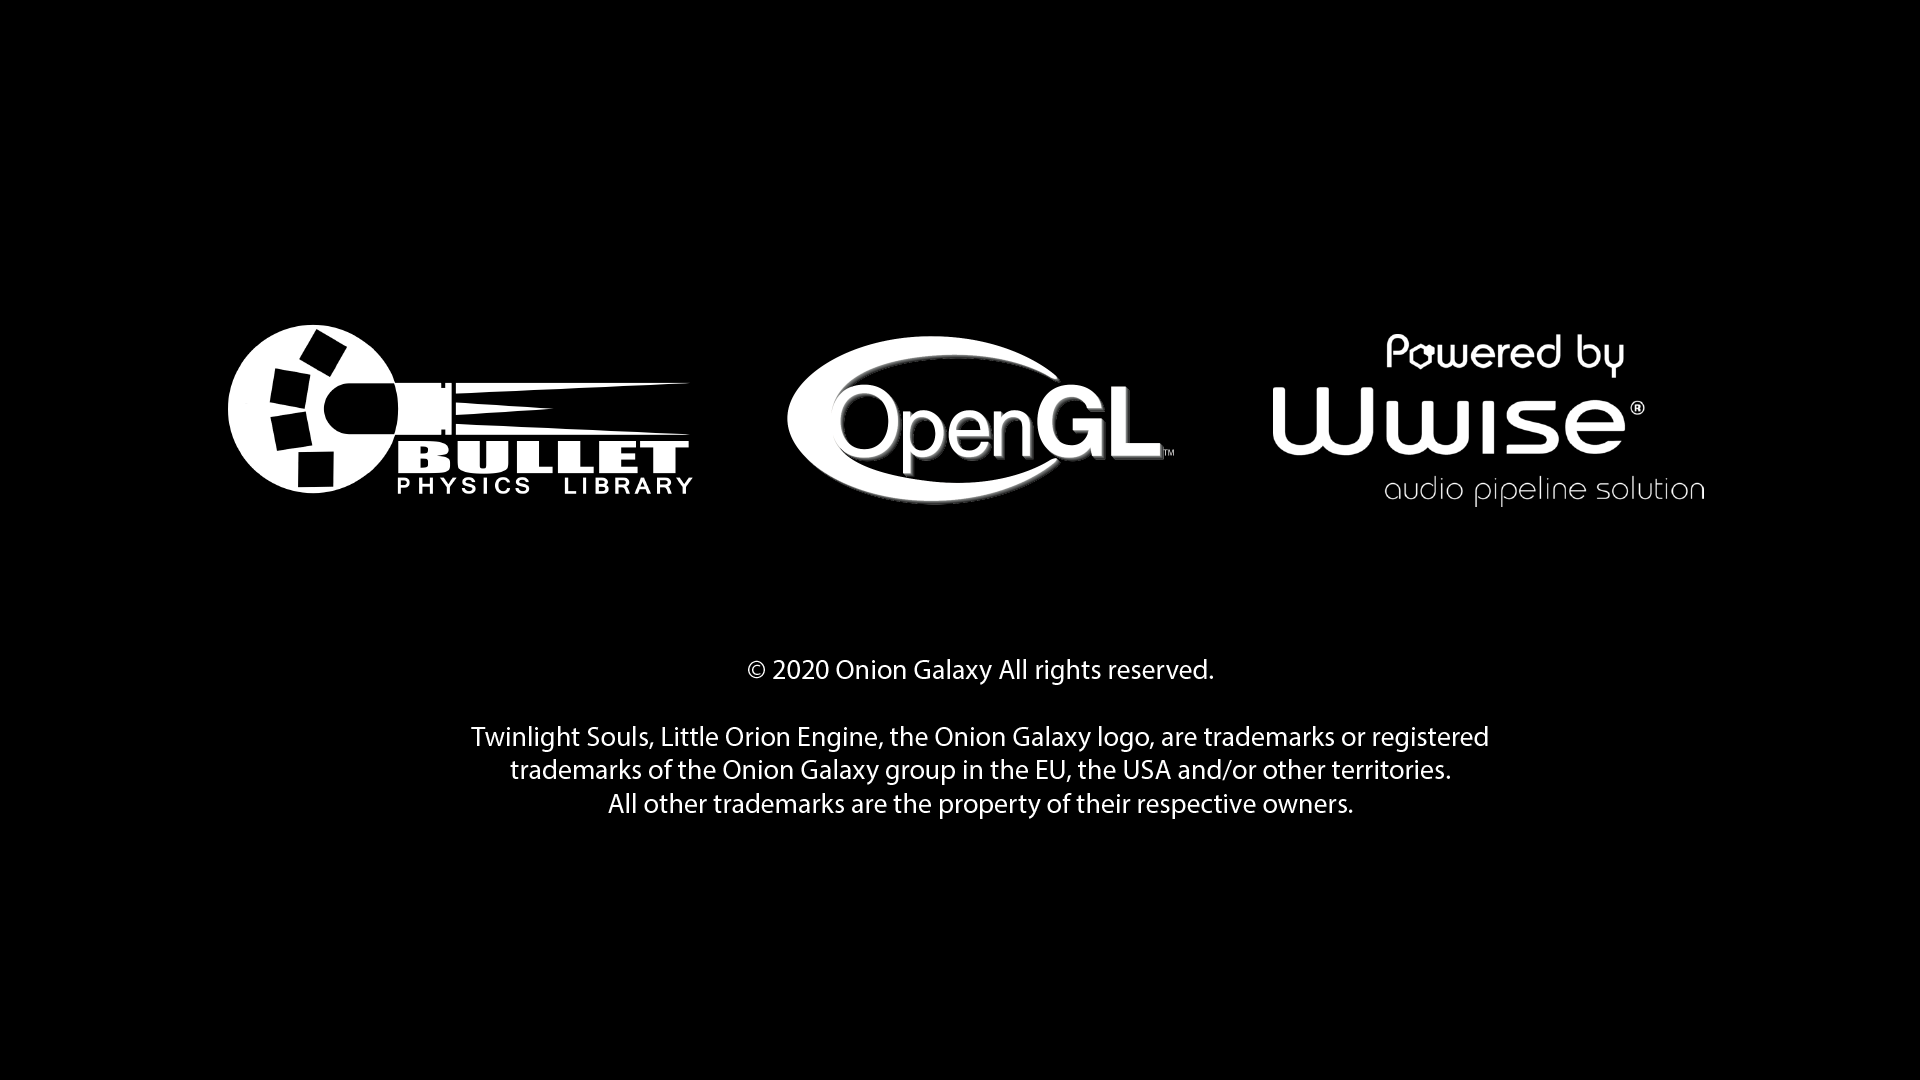 BULLET
PHYSICS LIBRARY
OpenGL™
Powered by
Wwise®
audio pipeline solution
© 2020 Onion Galaxy All rights reserved.
Twinlight Souls, Little Orion Engine, the Onion Galaxy logo, are trademarks or registered
trademarks of the Onion Galaxy group in the EU, the USA and/or other territories.
All other trademarks are the property of their respective owners.